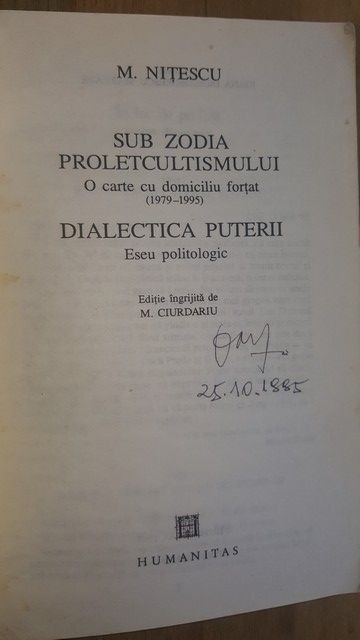 M. NIȚESCU
SUB ZODIA
PROLETCULTISMULUI
O carte cu domiciliu forțat
(1979–1995)
DIALECTICA PUTERII
Eseu politologic
Ediție îngrijită de
M. CIURDARIU
25.10.1995
HUMANITAS